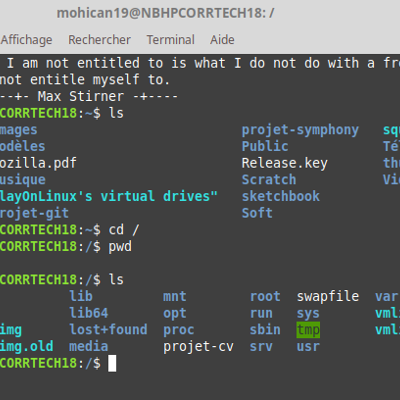 mohican19@NBHPCORRTECH18: /
Affichage Rechercher Terminal Aide
I am not entitled to is what I do not do with a fr
not entitle myself to.
--+- Max Stirner -+----
CORRTECH18:~$ ls
mages projet-symphony sq
odèles Public Té
ozilla.pdf Release.key th
usique Scratch Vi
layOnLinux's virtual drives" sketchbook
rojet-git Soft
CORRTECH18:~$ cd /
CORRTECH18:/$ pwd
CORRTECH18:/$ ls
lib mnt root swapfile var
lib64 opt run sys vml
img lost+found proc sbin tmp vml
img.old media projet-cv srv usr
CORRTECH18:/$